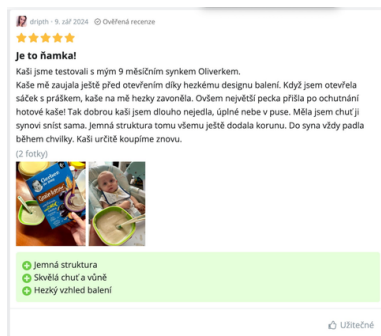 dripth · 9. zář 2024 Ověřená recenze
Je to ňamka!
Kaši jsme testovali s mým 9 měsíčním synkem Oliverkem.
Kaše mě zaujala ještě před otevřením díky hezkému designu balení. Když jsem otevřela
sáček s práškem, kaše na mě hezky zavoněla. Ovšem největší pecka přišla po ochutnání
hotové kaše! Tak dobrou kaši jsem dlouho nejedla, úplné nebe v puse. Měla jsem chuť ji
synovi sníst sama. Jemná struktura tomu všemu ještě dodala korunu. Do syna vždy padla
během chvilky. Kaši určitě koupíme znovu.
(2 fotky)
Gerber
Jemná struktura
Skvělá chuť a vůně
Hezký vzhled balení
Užitečné